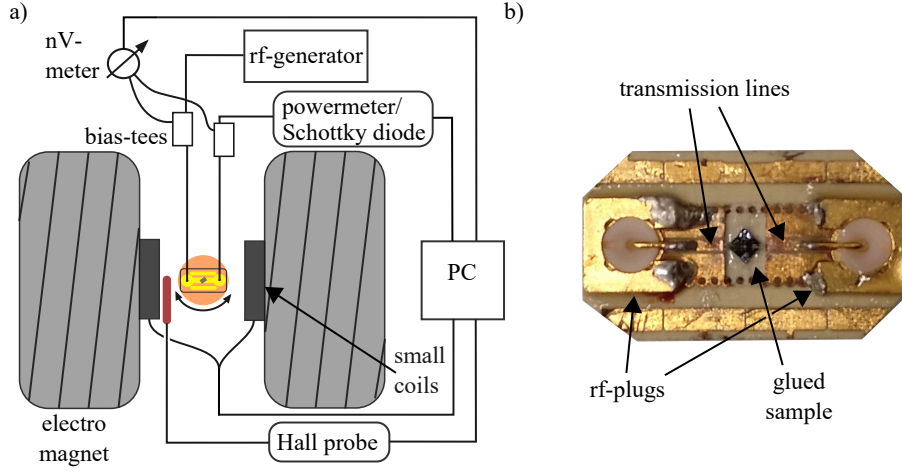 a)
nV-
meter
rf-generator
powermeter/
Schottky diode
bias-tees
PC
small
coils
electro
magnet
Hall probe
b)
transmission lines
rf-plugs
glued
sample